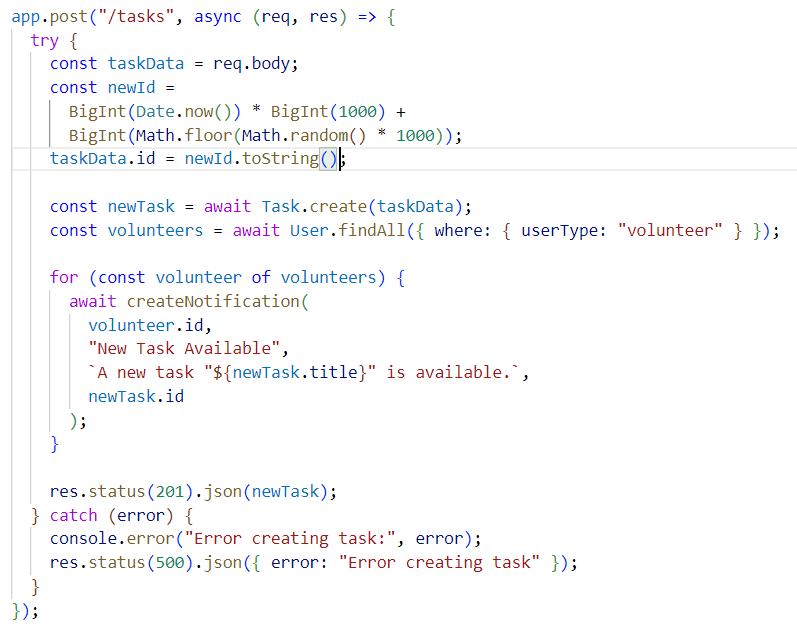 app.post("/tasks", async (req, res) => {
  try {
    const taskData = req.body;
    const newId =
      BigInt(Date.now()) * BigInt(1000) +
      BigInt(Math.floor(Math.random() * 1000));
    taskData.id = newId.toString();

    const newTask = await Task.create(taskData);
    const volunteers = await User.findAll({ where: { userType: "volunteer" } });

    for (const volunteer of volunteers) {
      await createNotification(
        volunteer.id,
        "New Task Available",
        `A new task "${newTask.title}" is available.`,
        newTask.id
      );
    }

    res.status(201).json(newTask);
  } catch (error) {
    console.error("Error creating task:", error);
    res.status(500).json({ error: "Error creating task" });
  }
});